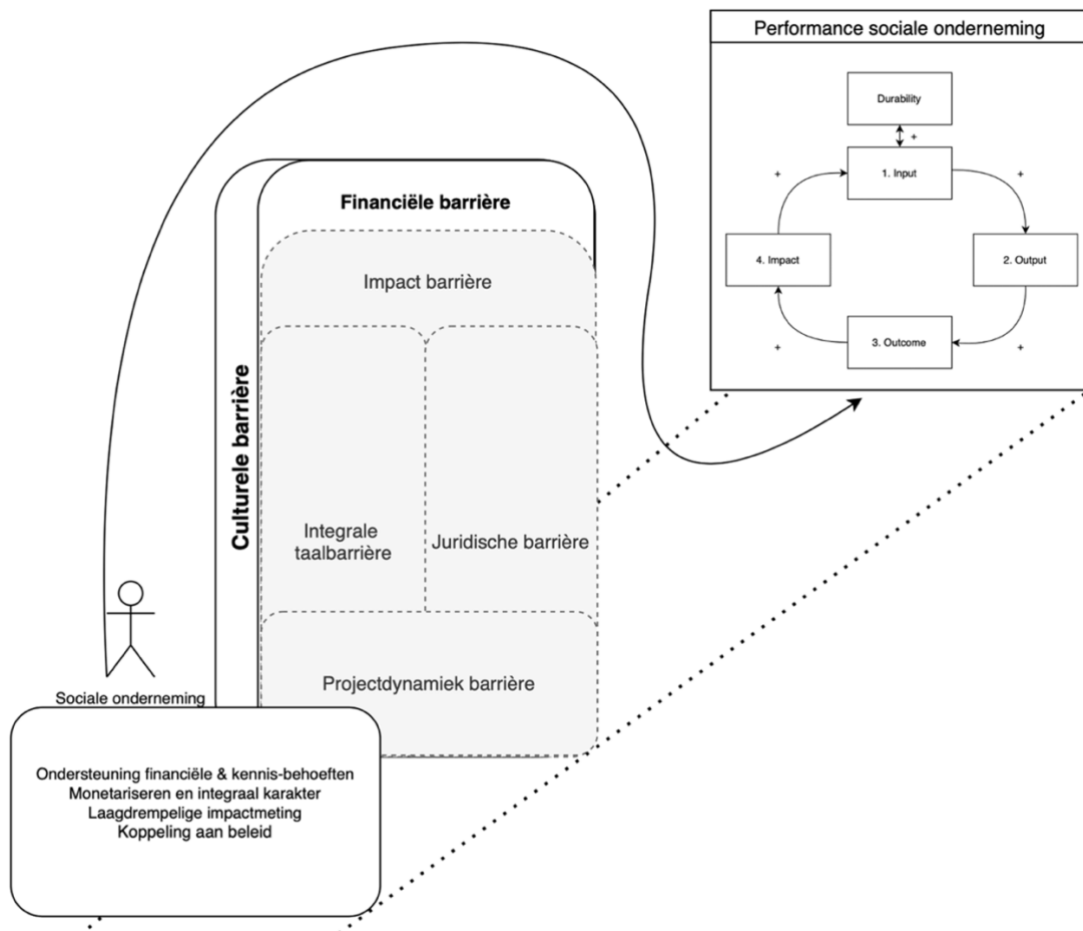 Performance sociale onderneming
Durability
+
1. Input
+
+
4. Impact
2. Output
3. Outcome
+
+
Financiële barrière
Impact barrière
Culturele barrière
Integrale
taalbarrière
Juridische barrière
Projectdynamiek barrière
Sociale onderneming
Ondersteuning financiële & kennis-behoeften
Monetariseren en integraal karakter
Laagdrempelige impactmeting
Koppeling aan beleid